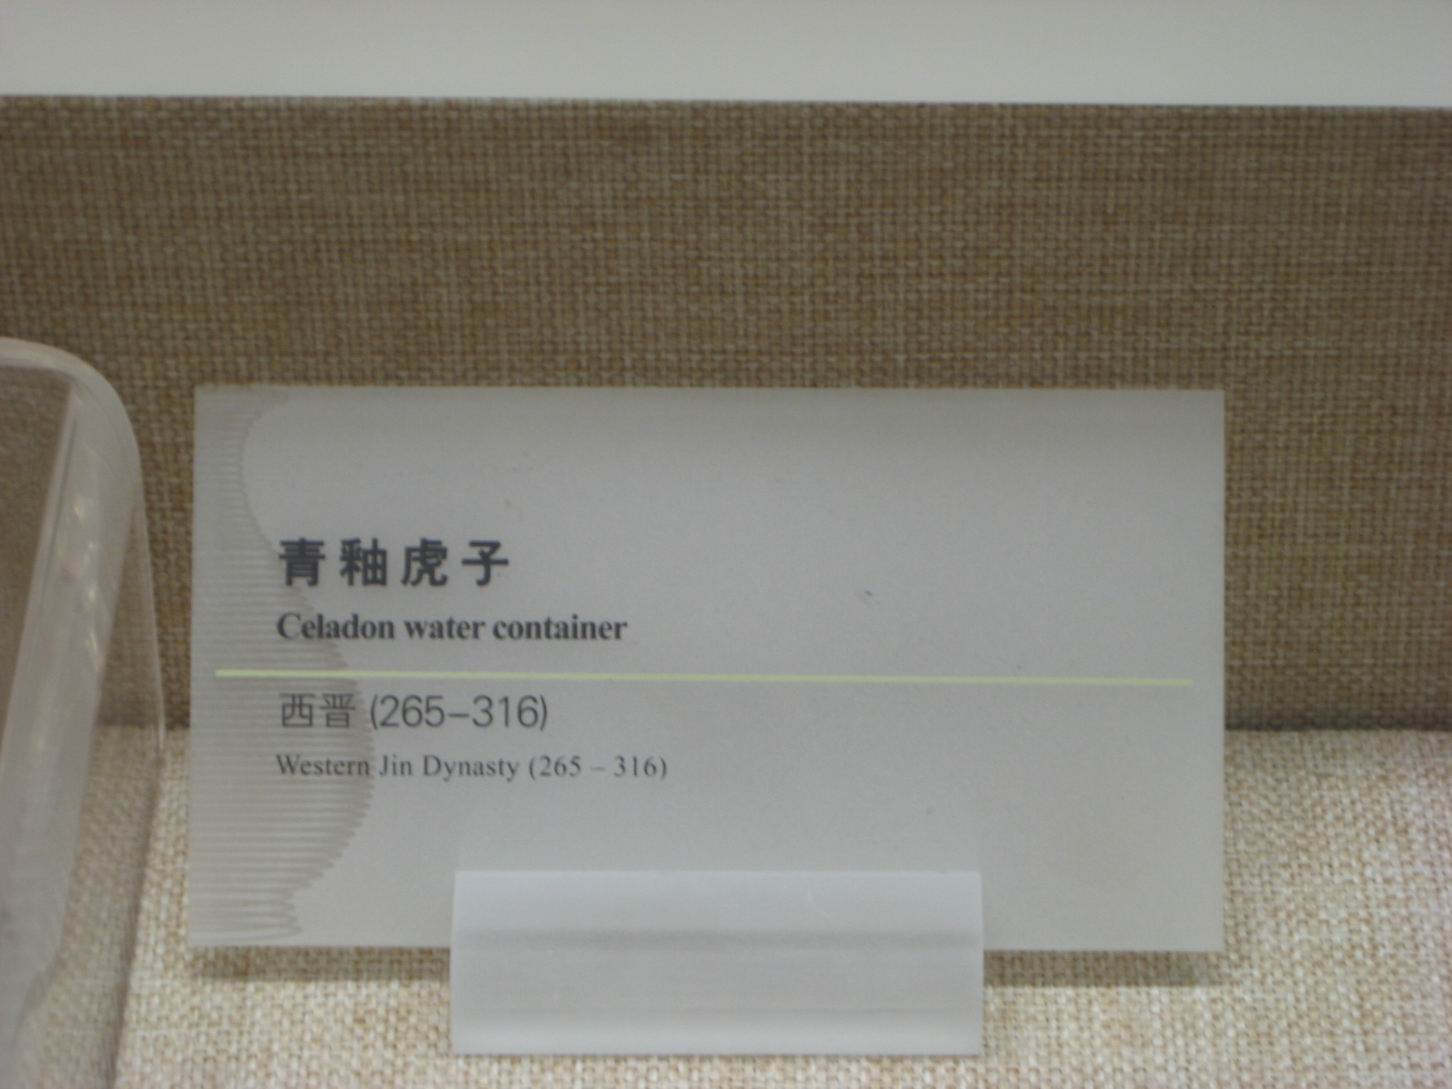 青釉虎子
Celadon water container
西晋 (265–316)
Western Jin Dynasty (265 – 316)